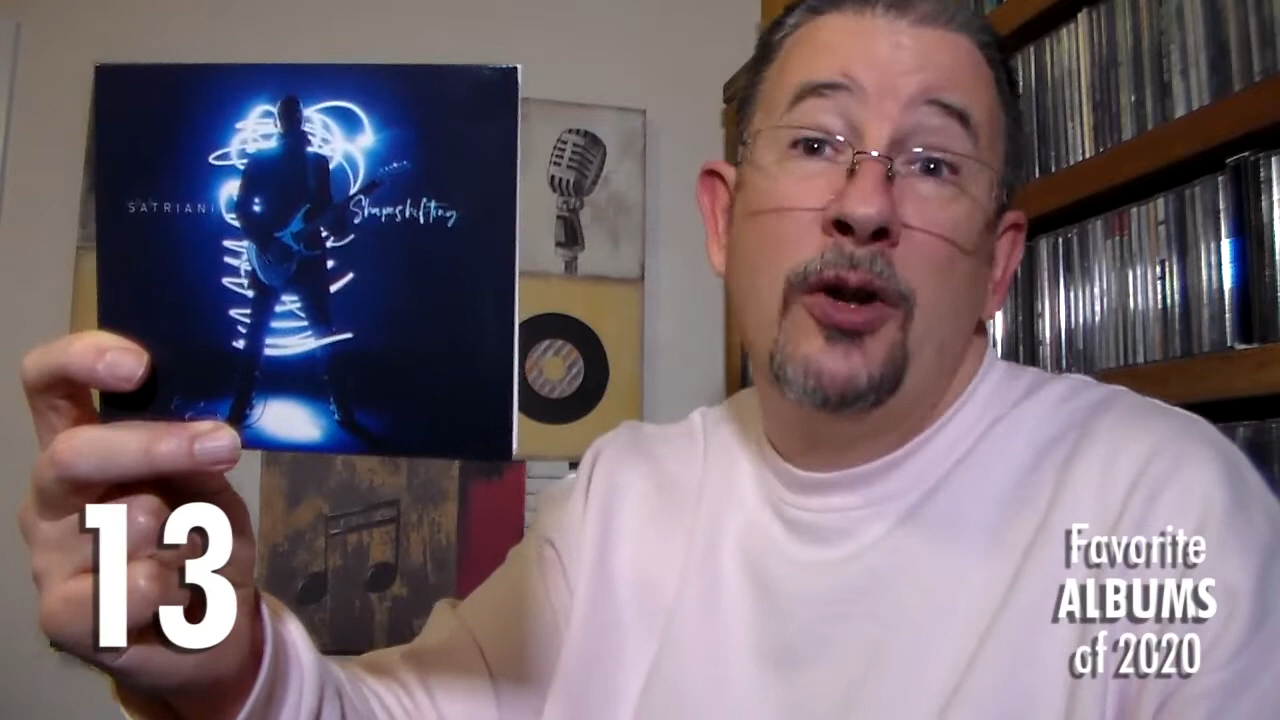 SATRIANI
Shapeshifting
13
Favorite
ALBUMS
of 2020